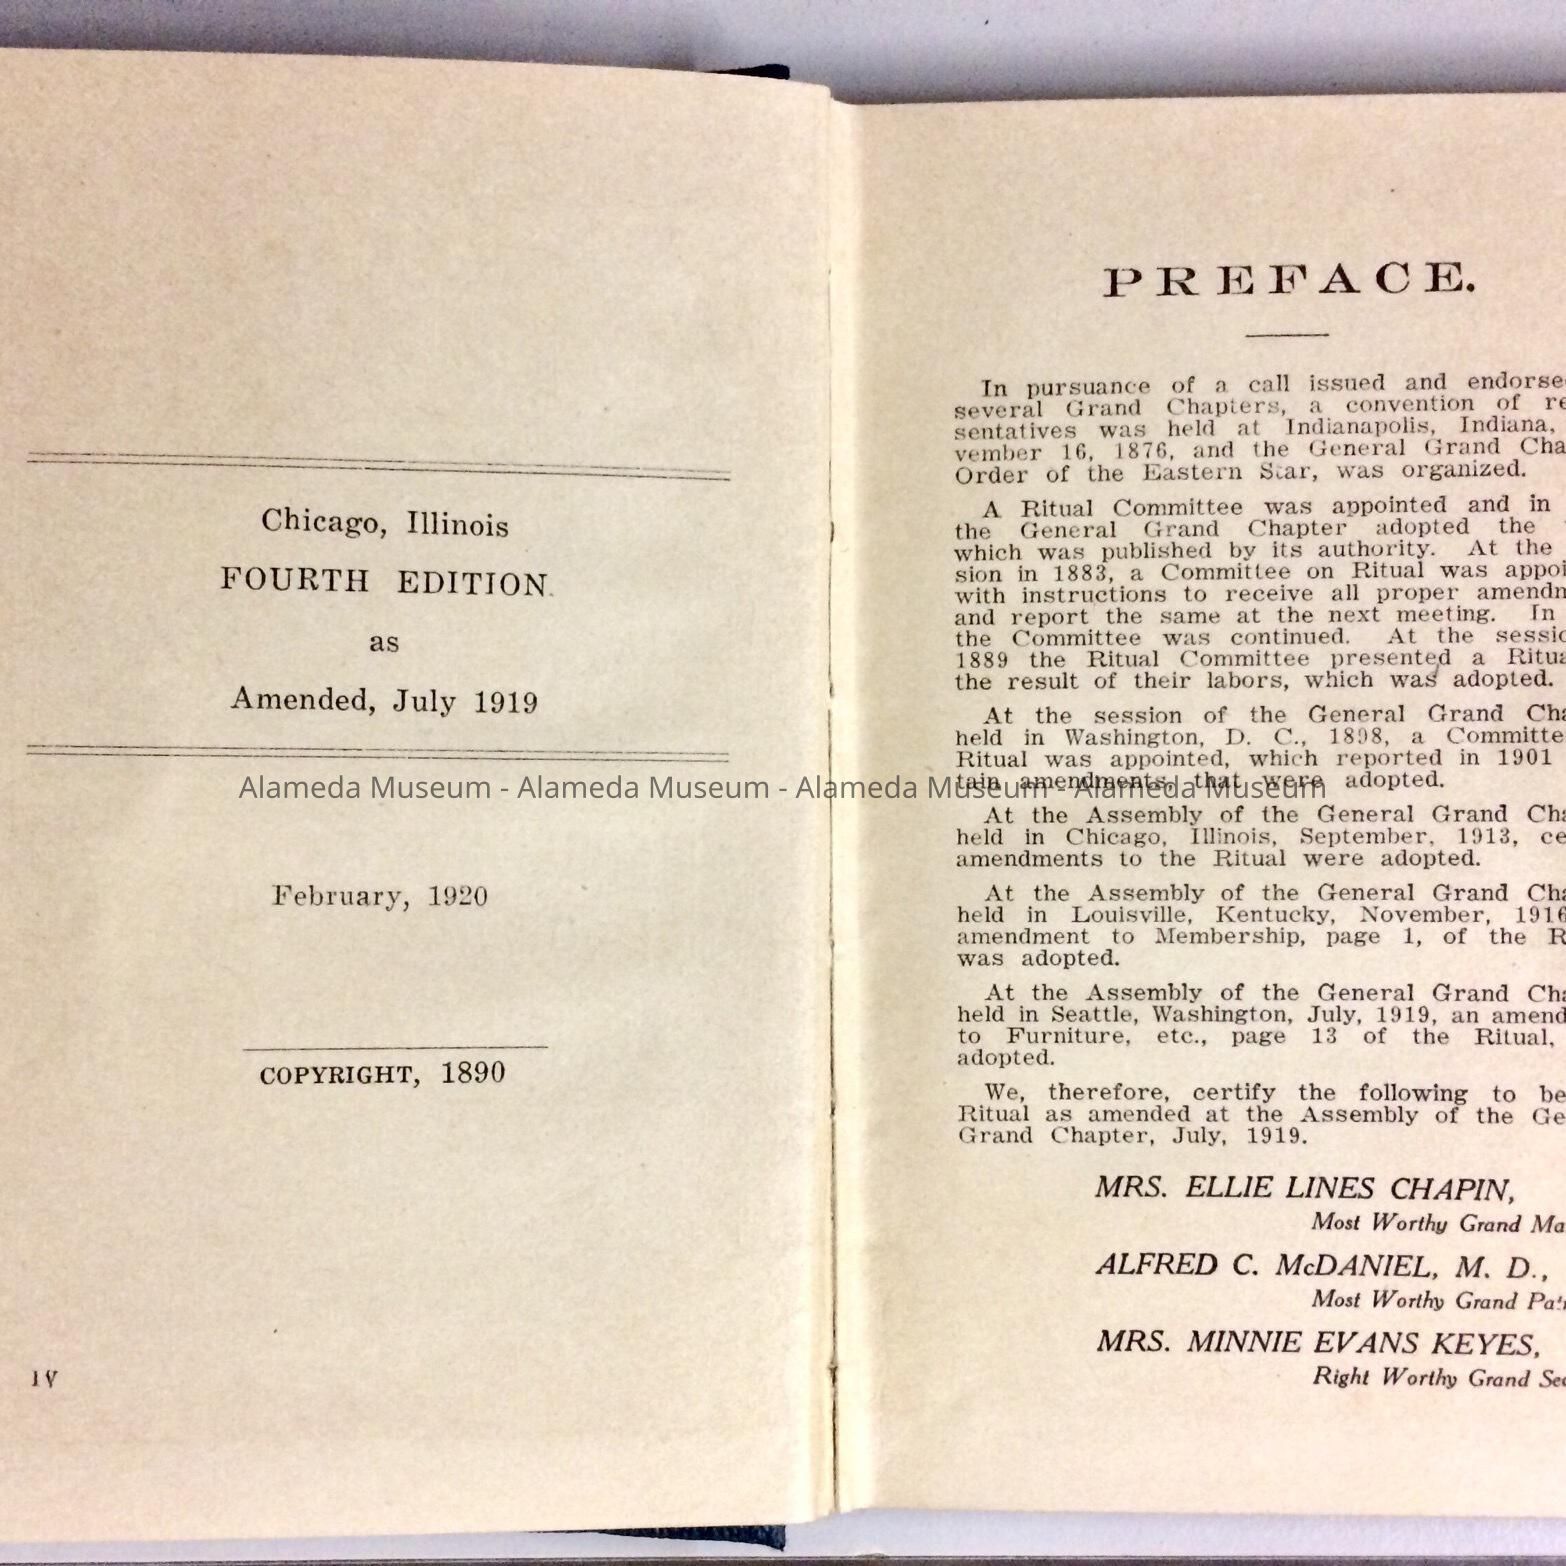 Chicago, Illinois
FOURTH EDITION
as
Amended, July 1919
February, 1920
COPYRIGHT, 1890
IV
PREFACE.
In pursuance of a call issued and endorse
several Grand Chapters, a convention of re
sentatives was held at Indianapolis, Indiana,
vember 16, 1876, and the General Grand Cha
Order of the Eastern Star, was organized.
A Ritual Committee was appointed and in
the General Grand Chapter adopted the
which was published by its authority. At the
sion in 1883, a Committee on Ritual was appoi
with instructions to receive all proper amendm
and report the same at the next meeting. In
the Committee was continued. At the sessio
1889 the Ritual Committee presented a Ritua
the result of their labors, which was adopted.
At the session of the General Grand Cha
held in Washington, D. C., 1898, a Committe
Ritual was appointed, which reported in 1901
tain amendments, that were adopted.
At the Assembly of the General Grand Cha
held in Chicago, Illinois, September, 1913, ce
amendments to the Ritual were adopted.
At the Assembly of the General Grand Cha
held in Louisville, Kentucky, November, 1916
amendment to Membership, page 1, of the R
was adopted.
At the Assembly of the General Grand Cha
held in Seattle, Washington, July, 1919, an amend
to Furniture, etc., page 13 of the Ritual,
adopted.
We, therefore, certify the following to be
Ritual as amended at the Assembly of the Ge
Grand Chapter, July, 1919.
MRS. ELLIE LINES CHAPIN,
Most Worthy Grand Ma
ALFRED C. McDANIEL, M. D.,
Most Worthy Grand Pat
MRS. MINNIE EVANS KEYES,
Right Worthy Grand Sec
Alameda Museum - Alameda Museum - Alameda Museum - Alameda Museum